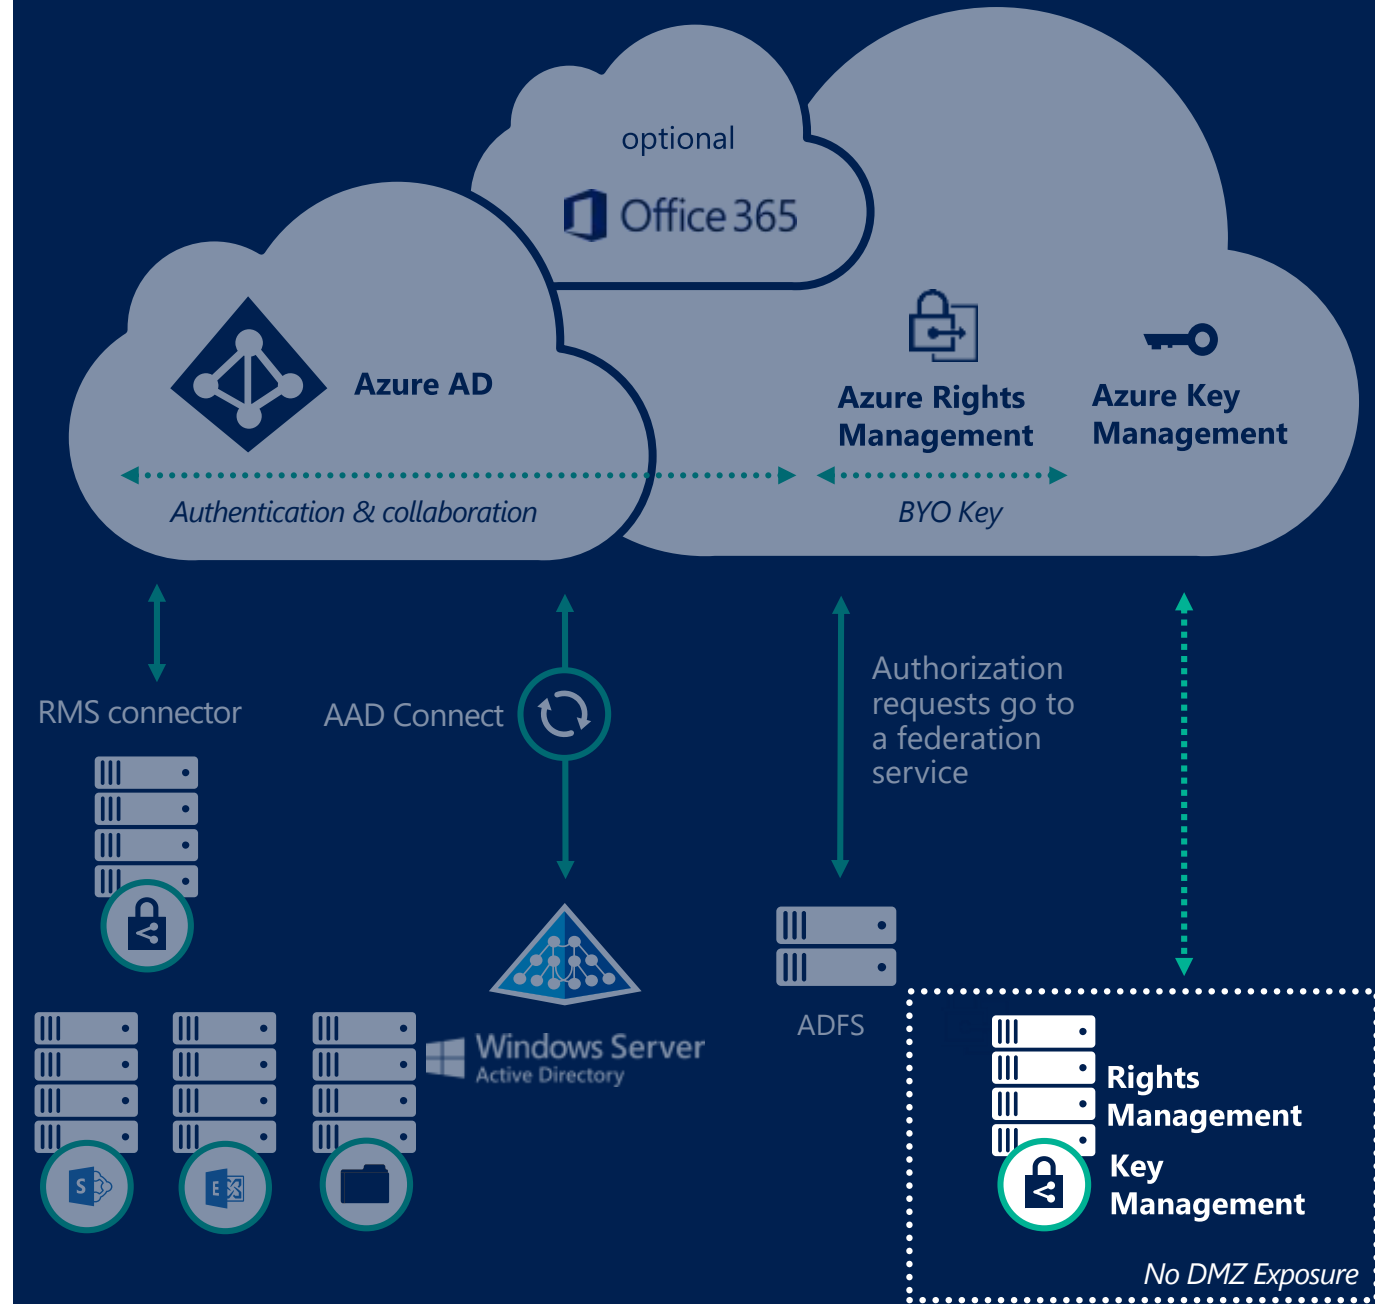 optional
Office 365
Azure AD
Azure Rights
Management
Azure Key
Management
Authentication & collaboration
BYO Key
RMS connector
AAD Connect
Authorization
requests go to
a federation
service
Windows Server
Active Directory
ADFS
S
E
Rights
Management
Key
Management
No DMZ Exposure